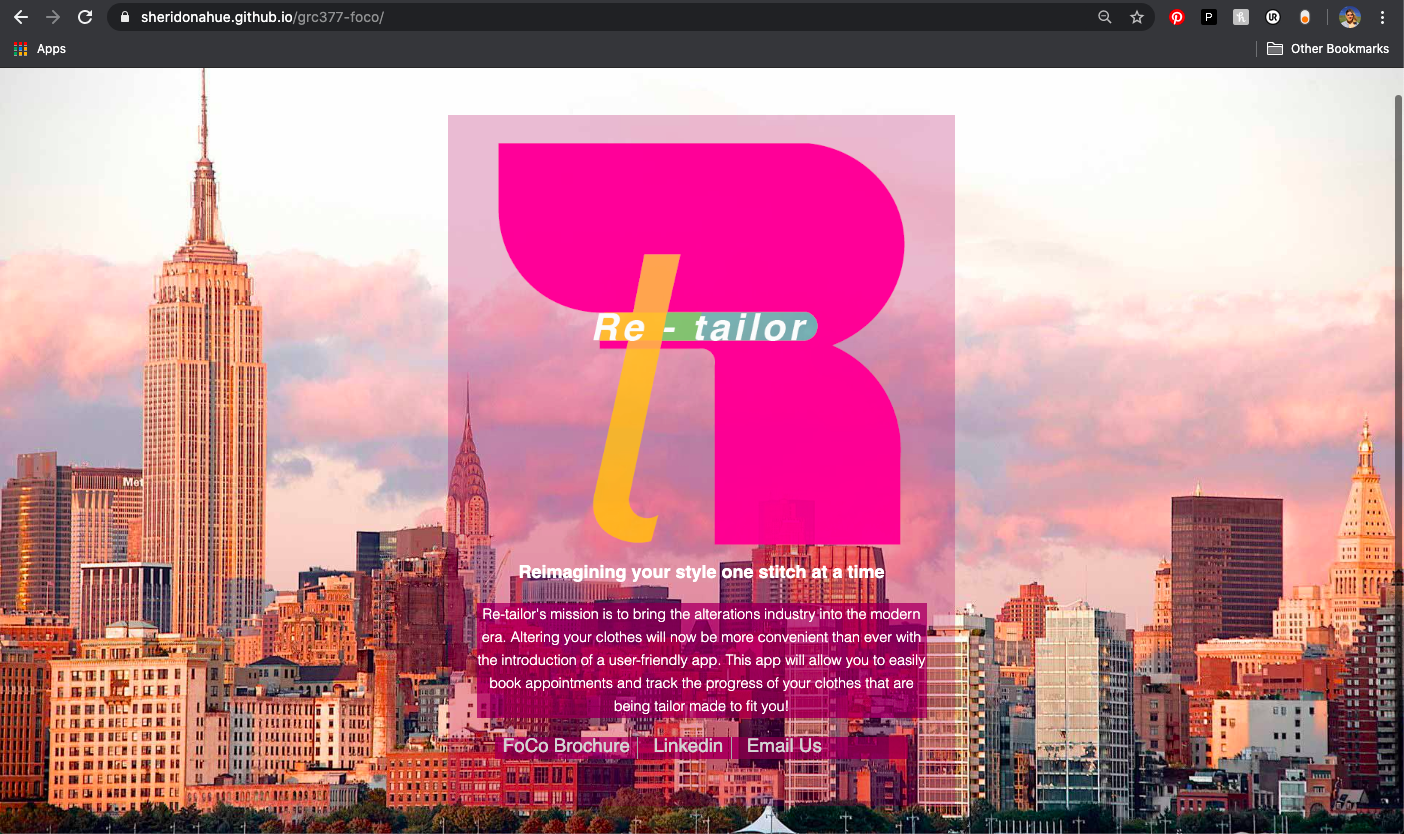 sheridonahue.github.io/grc377-foco/
P
UR
Apps
Other Bookmarks
Met
R
t
Re - tailor
Reimagining your style one stitch at a time
Re-tailor's mission is to bring the alterations industry into the modern
era. Altering your clothes will now be more convenient than ever with
the introduction of a user-friendly app. This app will allow you to easily
book appointments and track the progress of your clothes that are
being tailor made to fit you!
FoCo Brochure
Linkedin
Email Us